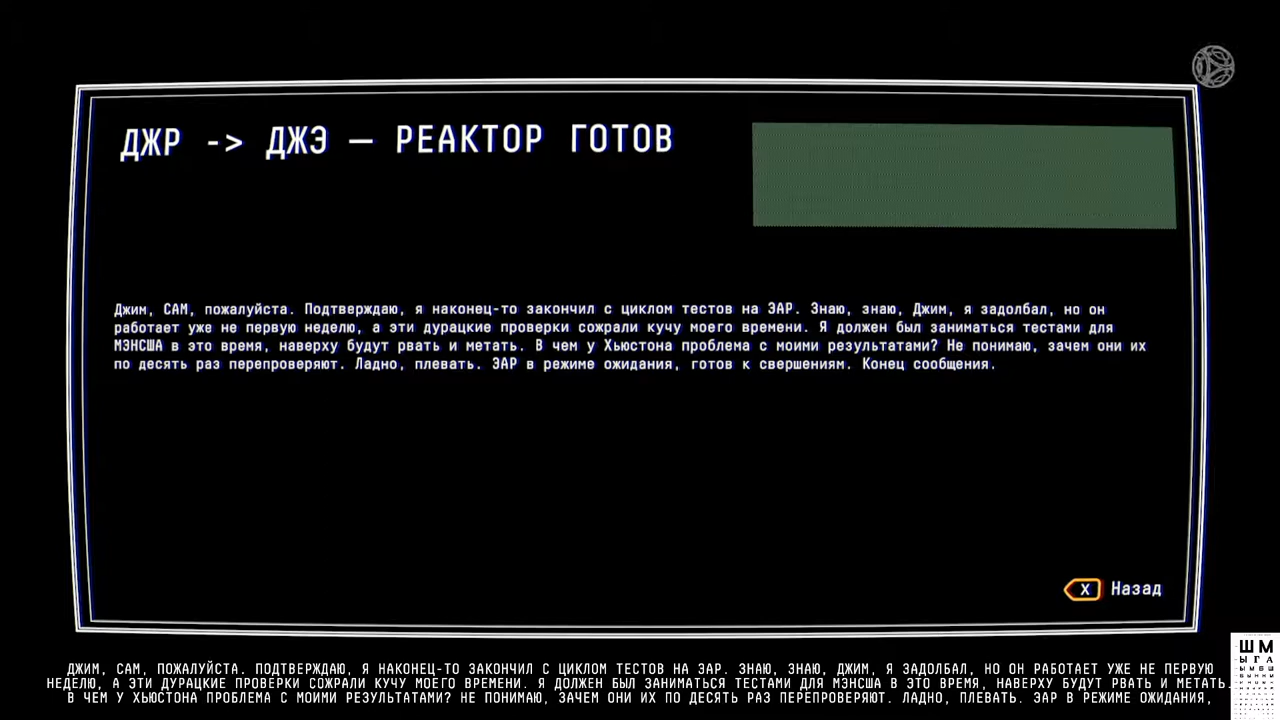 ДЖР -> ДЖЭ — РЕАКТОР ГОТОВ
Джим, САМ, пожалуйста. Подтверждаю, я наконец-то закончил с циклом тестов на ЭАР. Знаю, знаю, Джим, я задолбал, но он
работает уже не первую неделю, а эти дурацкие проверки сожрали кучу моего времени. Я должен был заниматься тестами для
МЭНСША в это время, наверху будут рвать и метать. В чем у Хьюстона проблема с моими результатами? Не понимаю, зачем они их
по десять раз перепроверяют. Ладно, плевать. ЭАР в режиме ожидания, готов к свершениям. Конец сообщения.
X Назад
ДЖИМ, САМ, ПОЖАЛУЙСТА. ПОДТВЕРЖДАЮ, Я НАКОНЕЦ-ТО ЗАКОНЧИЛ С ЦИКЛОМ ТЕСТОВ НА ЭАР. ЗНАЮ, ЗНАЮ, ДЖИМ, Я ЗАДОЛБАЛ, НО ОН РАБОТАЕТ УЖЕ НЕ ПЕРВУЮ
НЕДЕЛЮ, А ЭТИ ДУРАЦКИЕ ПРОВЕРКИ СОЖРАЛИ КУЧУ МОЕГО ВРЕМЕНИ. Я ДОЛЖЕН БЫЛ ЗАНИМАТЬСЯ ТЕСТАМИ ДЛЯ МЭНСША В ЭТО ВРЕМЯ, НАВЕРХУ БУДУТ РВАТЬ И МЕТАТЬ.
В ЧЕМ У ХЬЮСТОНА ПРОБЛЕМА С МОИМИ РЕЗУЛЬТАТАМИ? НЕ ПОНИМАЮ, ЗАЧЕМ ОНИ ИХ ПО ДЕСЯТЬ РАЗ ПЕРЕПРОВЕРЯЮТ. ЛАДНО, ПЛЕВАТЬ. ЭАР В РЕЖИМЕ ОЖИДАНИЯ,
ШМ
ЫГА